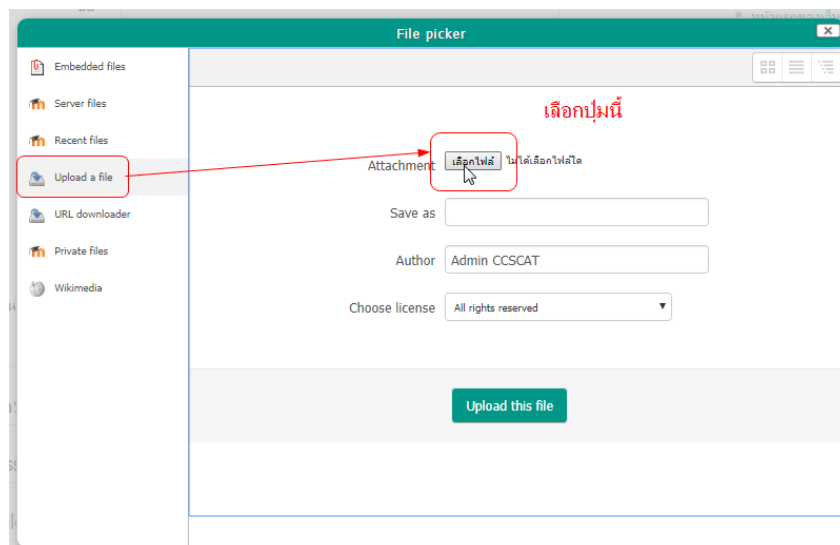 File picker
Embedded files
Server files
Recent files
Upload a file
URL downloader
Private files
Wikimedia
เลือกปุ่มนี้
Attachment เลือกไฟล์ ไม่ได้เลือกไฟล์ใด
Save as
Author Admin CCSCAT
Choose license All rights reserved
Upload this file